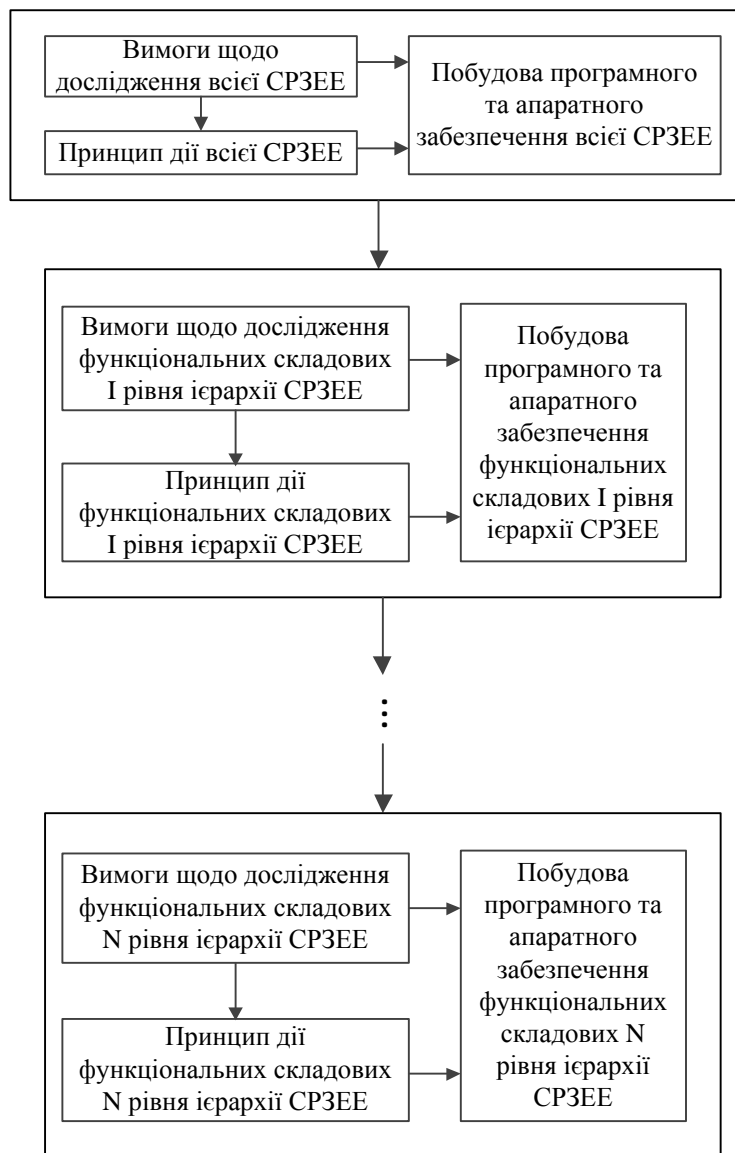 Вимоги щодо
дослідження всієї СРЗЕЕ
Принцип дії всієї СРЗЕЕ
Побудова програмного
та апаратного
забезпечення всієї СРЗЕЕ
Вимоги щодо дослідження
функціональних складових
I рівня ієрархії СРЗЕЕ
Принцип дії
функціональних складових
I рівня ієрархії СРЗЕЕ
Побудова
програмного та
апаратного
забезпечення
функціональних
складових I рівня
ієрархії СРЗЕЕ
...
Вимоги щодо дослідження
функціональних складових
N рівня ієрархії СРЗЕЕ
Принцип дії
функціональних складових
N рівня ієрархії СРЗЕЕ
Побудова
програмного та
апаратного
забезпечення
функціональних
складових N
рівня ієрархії
СРЗЕЕ